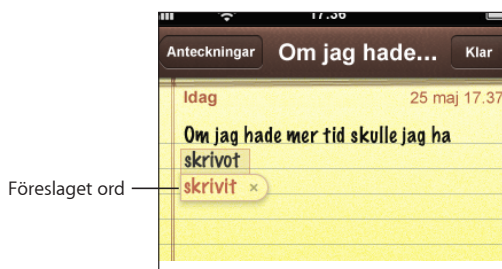 17.36
Anteckningar Om jag hade... Klar
Idag 25 maj 17.37
Om jag hade mer tid skulle jag ha
skrivot
Föreslaget ord skrivit ×